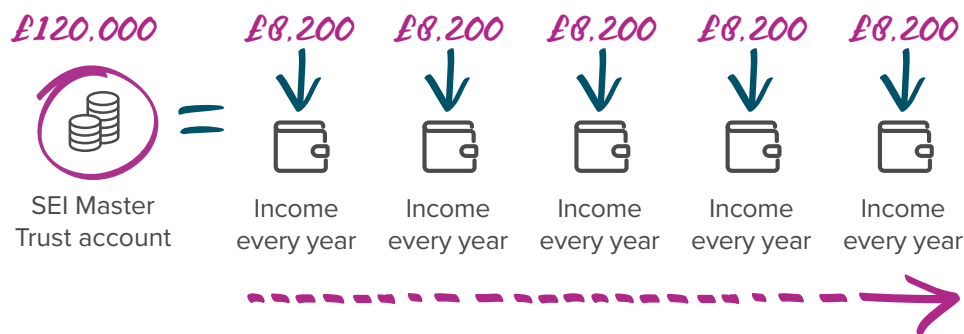 £120,000 £8,200 £8,200 £8,200 £8,200 £8,200
SEI Master Trust account
Income every year
Income every year
Income every year
Income every year
Income every year